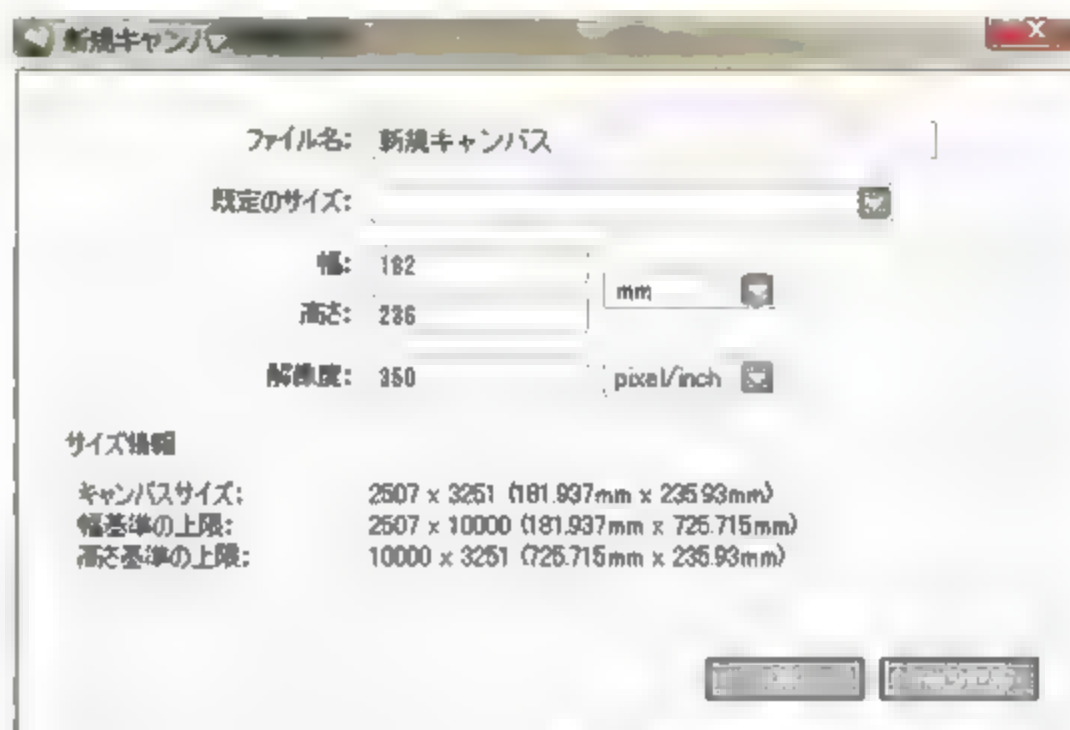 新規キャンバス
ファイル名: 新規キャンバス
既定のサイズ:
幅: 182
mm
高さ: 236
解像度: 350 pixel/inch
サイズ情報
キャンバスサイズ: 2507 x 3251 (181.937mm x 235.93mm)
幅基準の上限: 2507 x 10000 (181.937mm x 725.715mm)
高さ基準の上限: 10000 x 3251 (725.715mm x 235.93mm)